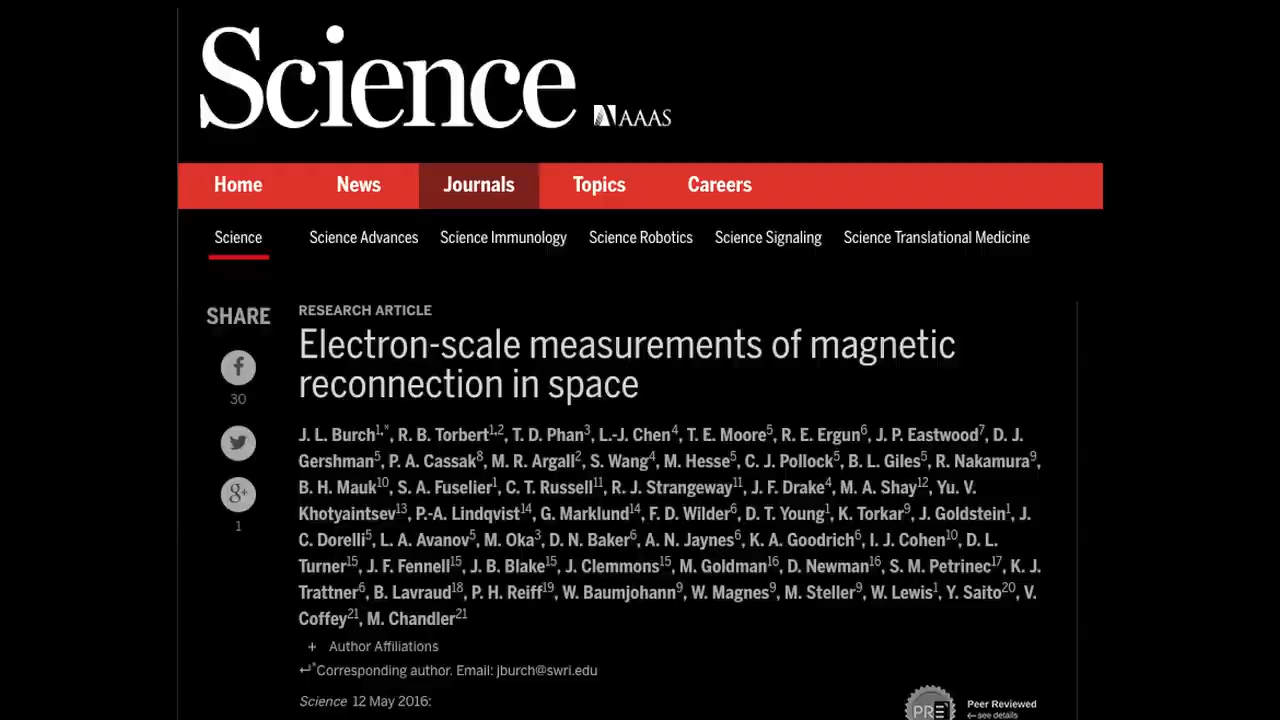 Science AAAS
Home News Journals Topics Careers
Science Science Advances Science Immunology Science Robotics Science Signaling Science Translational Medicine
SHARE
30
1
RESEARCH ARTICLE
Electron-scale measurements of magnetic
reconnection in space
J. L. Burch1,*, R. B. Torbert1,2, T. D. Phan3, L.-J. Chen4, T. E. Moore5, R. E. Ergun6, J. P. Eastwood7, D. J.
Gershman5, P. A. Cassak8, M. R. Argall2, S. Wang4, M. Hesse5, C. J. Pollock5, B. L. Giles5, R. Nakamura9,
B. H. Mauk10, S. A. Fuselier1, C. T. Russell11, R. J. Strangeway11, J. F. Drake4, M. A. Shay12, Yu. V.
Khotyaintsev13, P.-A. Lindqvist14, G. Marklund14, F. D. Wilder6, D. T. Young1, K. Torkar9, J. Goldstein1, J.
C. Dorelli5, L. A. Avanov5, M. Oka3, D. N. Baker6, A. N. Jaynes6, K. A. Goodrich6, I. J. Cohen10, D. L.
Turner15, J. F. Fennell15, J. B. Blake15, J. Clemmons15, M. Goldman16, D. Newman16, S. M. Petrinec17, K. J.
Trattner6, B. Lavraud18, P. H. Reiff19, W. Baumjohann9, W. Magnes9, M. Steller9, W. Lewis1, Y. Saito20, V.
Coffey21, M. Chandler21
+ Author Affiliations
↵*Corresponding author. Email: jburch@swri.edu
Science 12 May 2016:
PRE
Peer Reviewed
←see details